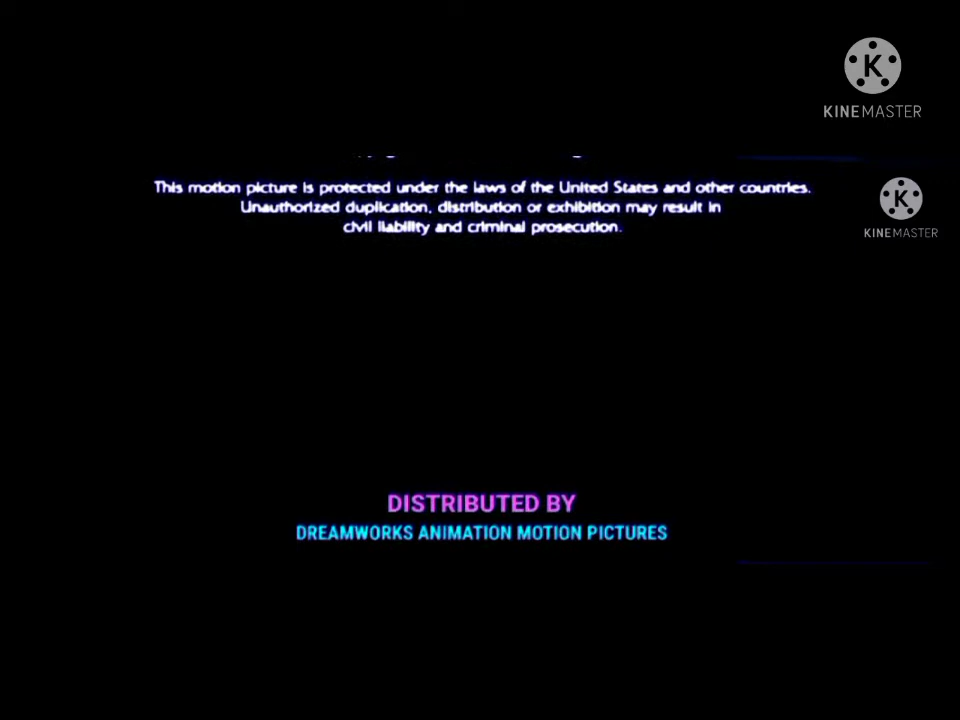 KINEMASTER
This motion picture is protected under the laws of the United States and other countries.
Unauthorized duplication, distribution or exhibition may result in
civil liability and criminal prosecution.
KINEMASTER
DISTRIBUTED BY
DREAMWORKS ANIMATION MOTION PICTURES